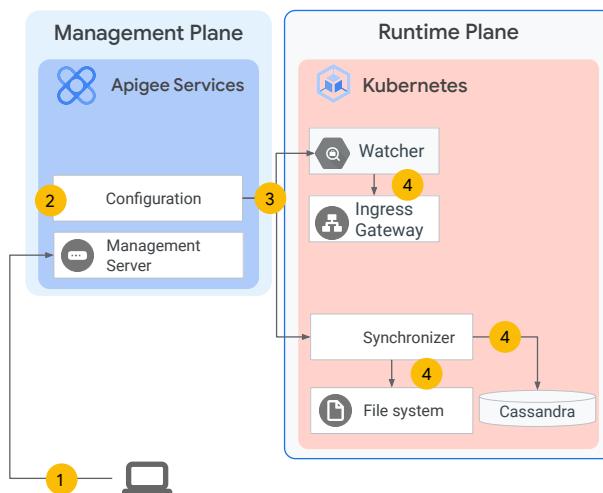 Management Plane
Runtime Plane
Apigee Services
Kubernetes
Watcher
4
2
Configuration
3
Ingress
Gateway
Management
Server
Synchronizer
4
4
File system
Cassandra
1